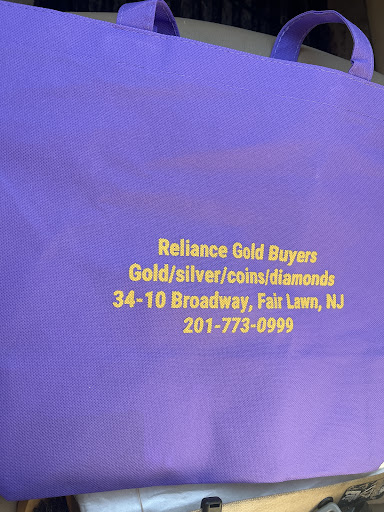 Reliance Gold Buyers
Gold/silver/coins/diamonds
34-10 Broadway, Fair Lawn, NJ
201-773-0999